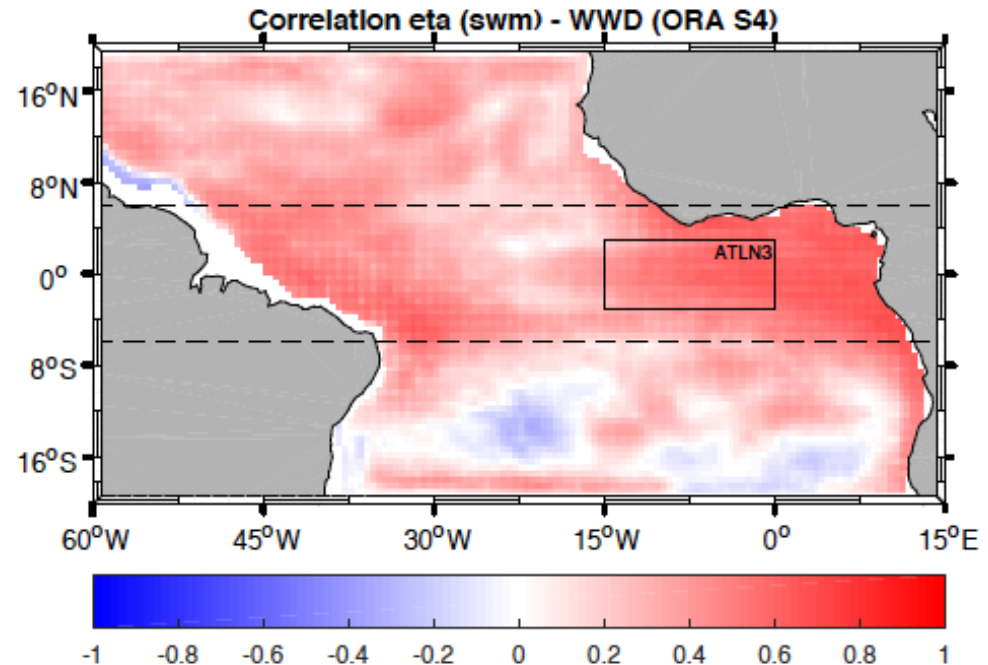 Correlation eta (swm) - WWD (ORA S4)
16°N
8°N
ATLN3
0°
8°S
16°S
60°W 45°W 30°W 15°W 0° 15°E
-1 -0.8 -0.6 -0.4 -0.2 0 0.2 0.4 0.6 0.8 1